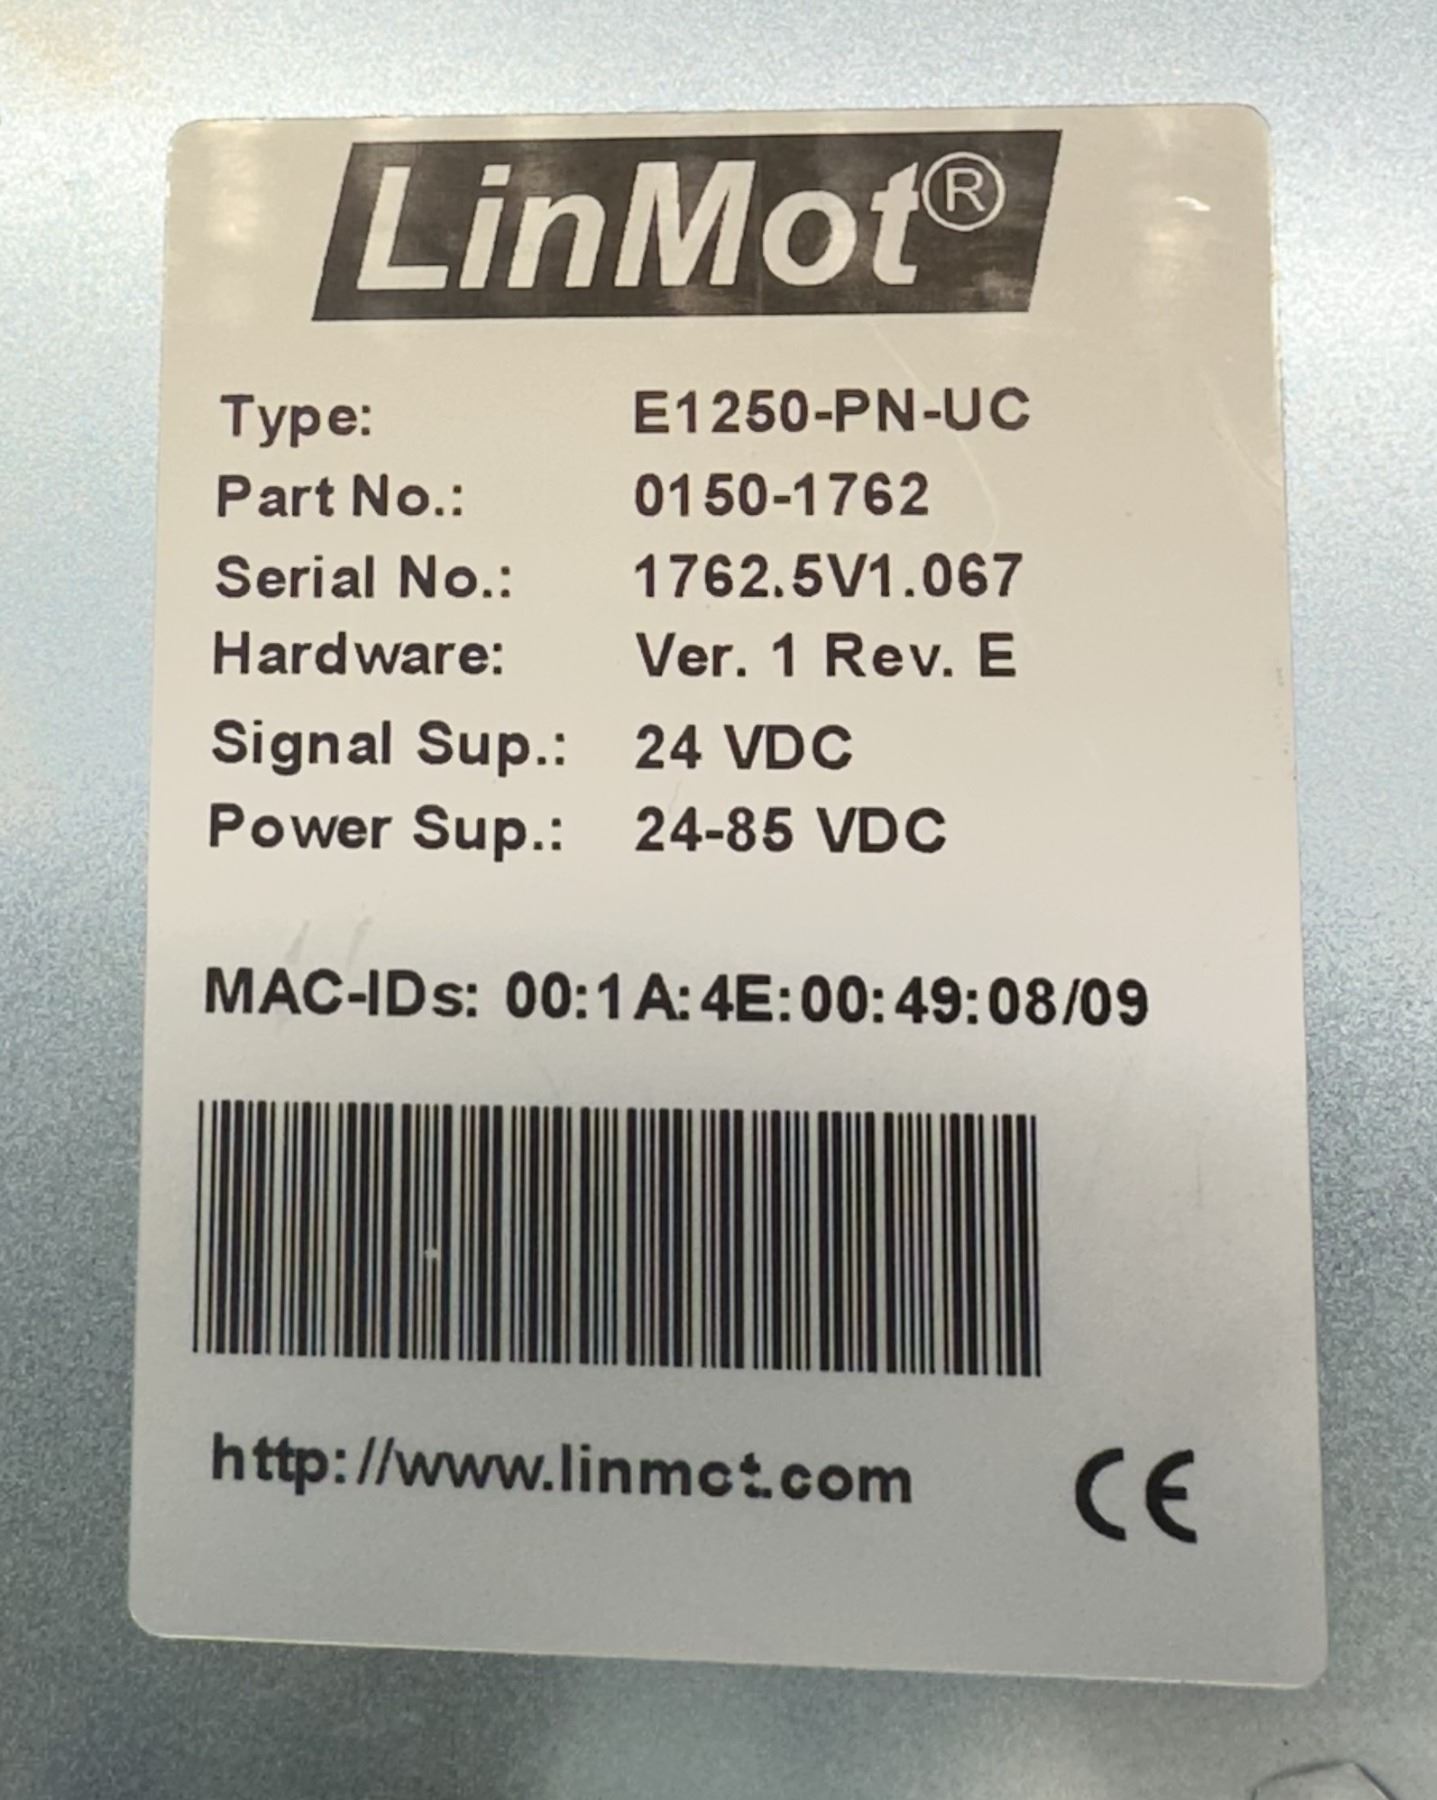 LinMot®
Type: E1250-PN-UC
Part No.: 0150-1762
Serial No.: 1762.5V1.067
Hardware: Ver. 1 Rev. E
Signal Sup.: 24 VDC
Power Sup.: 24-85 VDC
MAC-IDs: 00:1A:4E:00:49:08/09
http://www.linmot.com CE